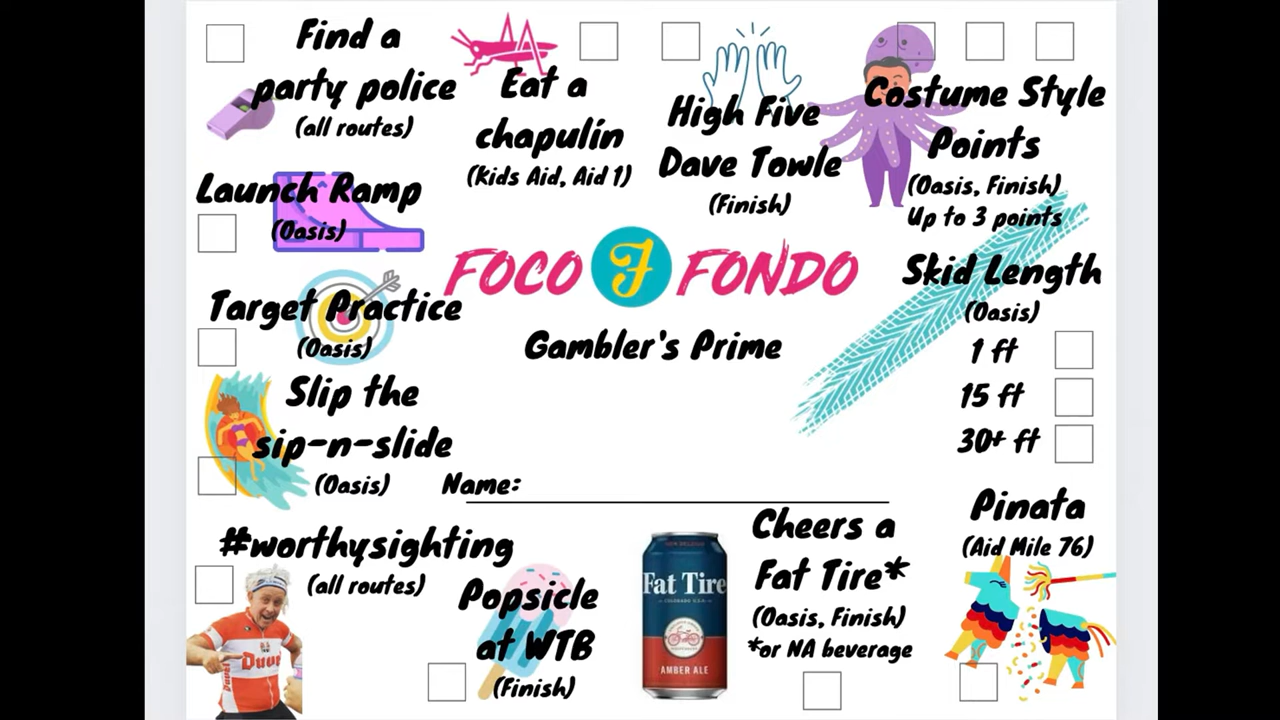 Find a
party police
(all routes)
Eat a
chapulín
(Kids Aid, Aid 1)
High Five
Dave Towle
(Finish)
Costume Style
Points
(Oasis, Finish)
Up to 3 points
Launch Ramp
(Oasis)
FOCO F FONDO
Gambler's Prime
Skid Length
(Oasis)
1 ft
15 ft
30+ ft
Target Practice
(Oasis)
Slip the
sip-n-slide
(Oasis)
Name:
#worthysighting
(all routes)
Duvel
Popsicle
at WTB
(Finish)
Fat Tire
COLORADO U.S.A.
AMBER ALE
Cheers a
Fat Tire*
(Oasis, Finish)
*or NA beverage
Pinata
(Aid Mile 76)